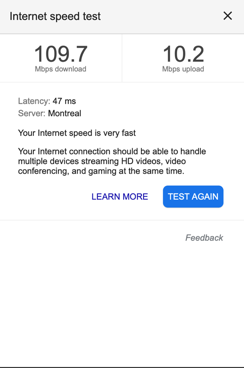 Internet speed test
109.7
Mbps download
10.2
Mbps upload
Latency: 47 ms
Server: Montreal
Your Internet speed is very fast
Your Internet connection should be able to handle
multiple devices streaming HD videos, video
conferencing, and gaming at the same time.
LEARN MORE
TEST AGAIN
Feedback